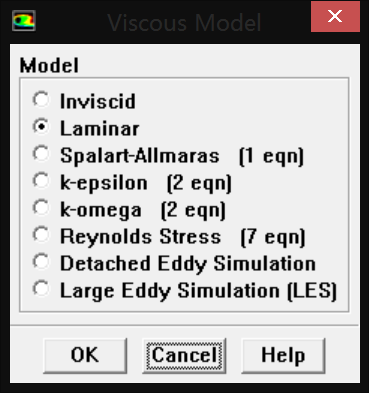 Viscous Model
Model
Inviscid
Laminar
Spalart-Allmaras (1 eqn)
k-epsilon (2 eqn)
k-omega (2 eqn)
Reynolds Stress (7 eqn)
Detached Eddy Simulation
Large Eddy Simulation (LES)
OK Cancel Help